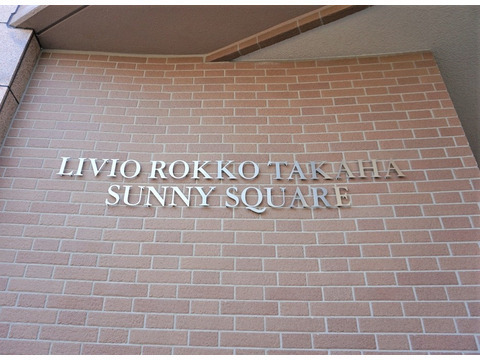 LIVIO ROKKO TAKAHA
SUNNY SQUARE